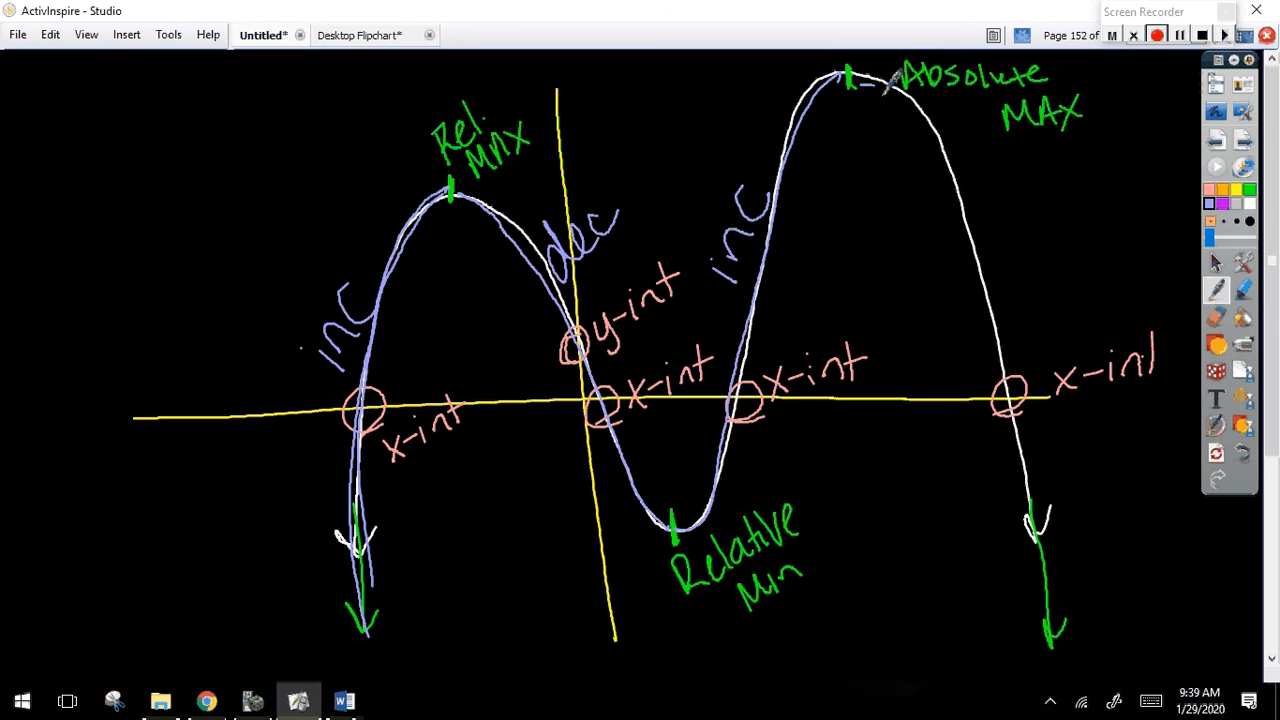 ActivInspire - Studio
Screen Recorder
File Edit View Insert Tools Help
Untitled*
Desktop Flipchart*
Page 152 of
M
Absolute
MAX
Rel.
MAX
inc
dec
inc
y-int
x-int
x-int
x-int
x-inl
Relative
Min
T
W
9:39 AM
1/29/2020